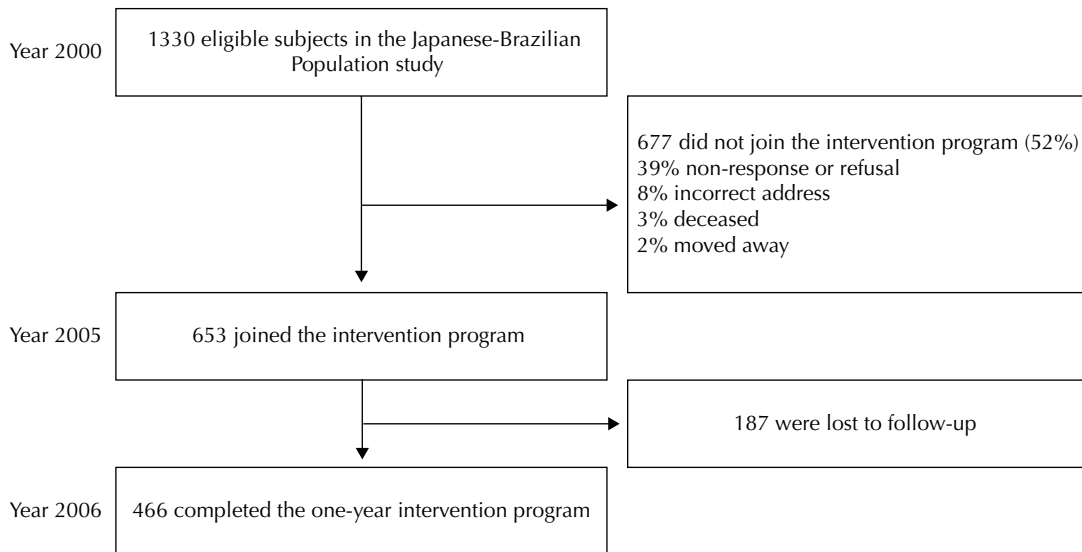 Year 2000
1330 eligible subjects in the Japanese-Brazilian
Population study
677 did not join the intervention program (52%)
39% non-response or refusal
8% incorrect address
3% deceased
2% moved away
Year 2005
653 joined the intervention program
187 were lost to follow-up
Year 2006
466 completed the one-year intervention program